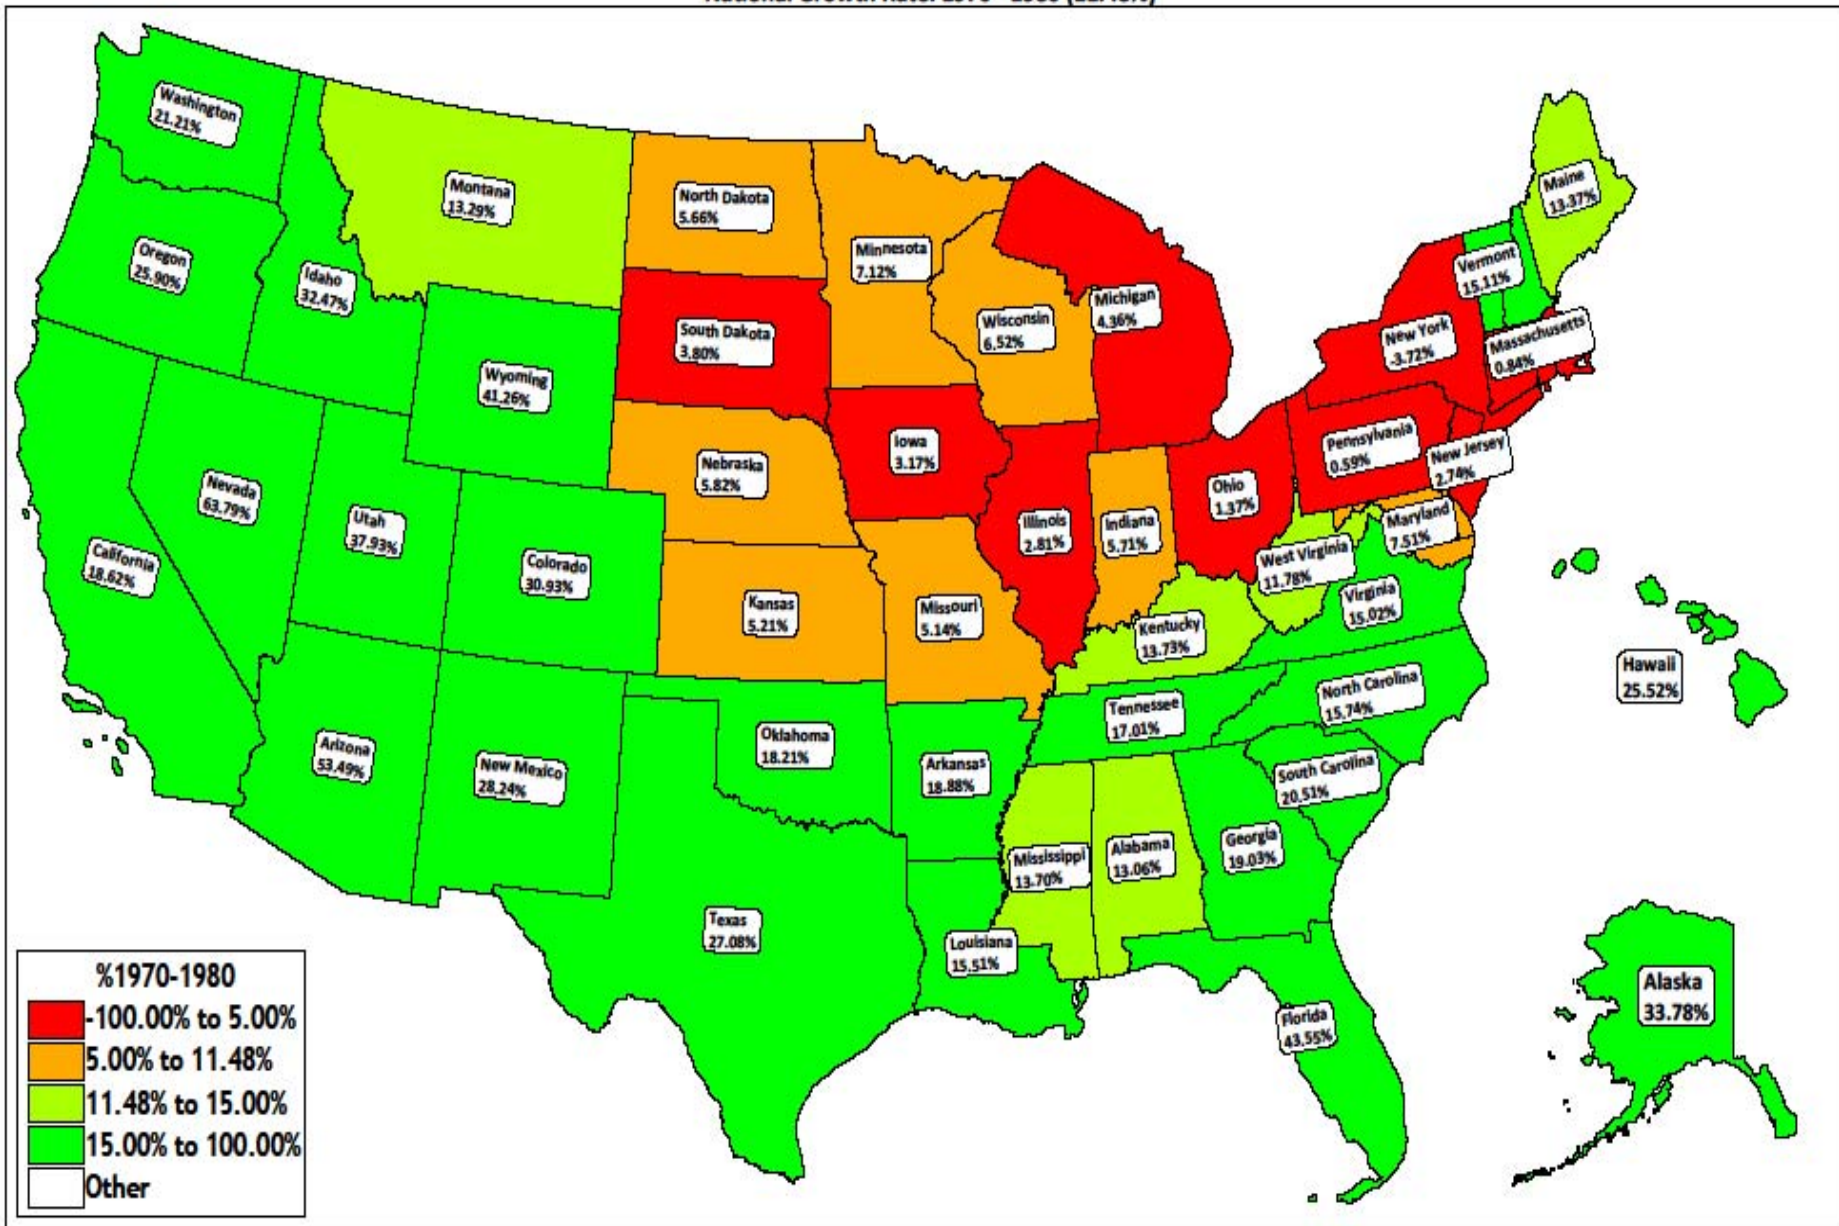 Washington
21.21%
Montana
13.29%
North Dakota
5.66%
Minnesota
7.12%
Maine
13.37%
Oregon
25.90%
Idaho
32.47%
Vermont
15.11%
South Dakota
3.80%
Wisconsin
6.52%
Michigan
4.36%
New York
-3.72%
Massachusetts
0.84%
Wyoming
41.26%
Iowa
3.17%
Pennsylvania
0.59%
New Jersey
2.74%
Nebraska
5.82%
Nevada
63.79%
Utah
37.93%
Illinois
2.81%
Indiana
5.71%
Ohio
1.37%
Maryland
7.51%
California
18.62%
Colorado
30.93%
West Virginia
11.78%
Kansas
5.21%
Missouri
5.14%
Virginia
15.02%
Kentucky
13.73%
Hawaii
25.52%
Tennessee
17.01%
North Carolina
15.74%
Arizona
53.49%
New Mexico
28.24%
Oklahoma
18.21%
Arkansas
18.88%
South Carolina
20.51%
Mississippi
13.70%
Alabama
13.06%
Georgia
19.03%
Texas
27.08%
Louisiana
15.51%
Florida
43.55%
Alaska
33.78%
%1970-1980
-100.00% to 5.00%
5.00% to 11.48%
11.48% to 15.00%
15.00% to 100.00%
Other